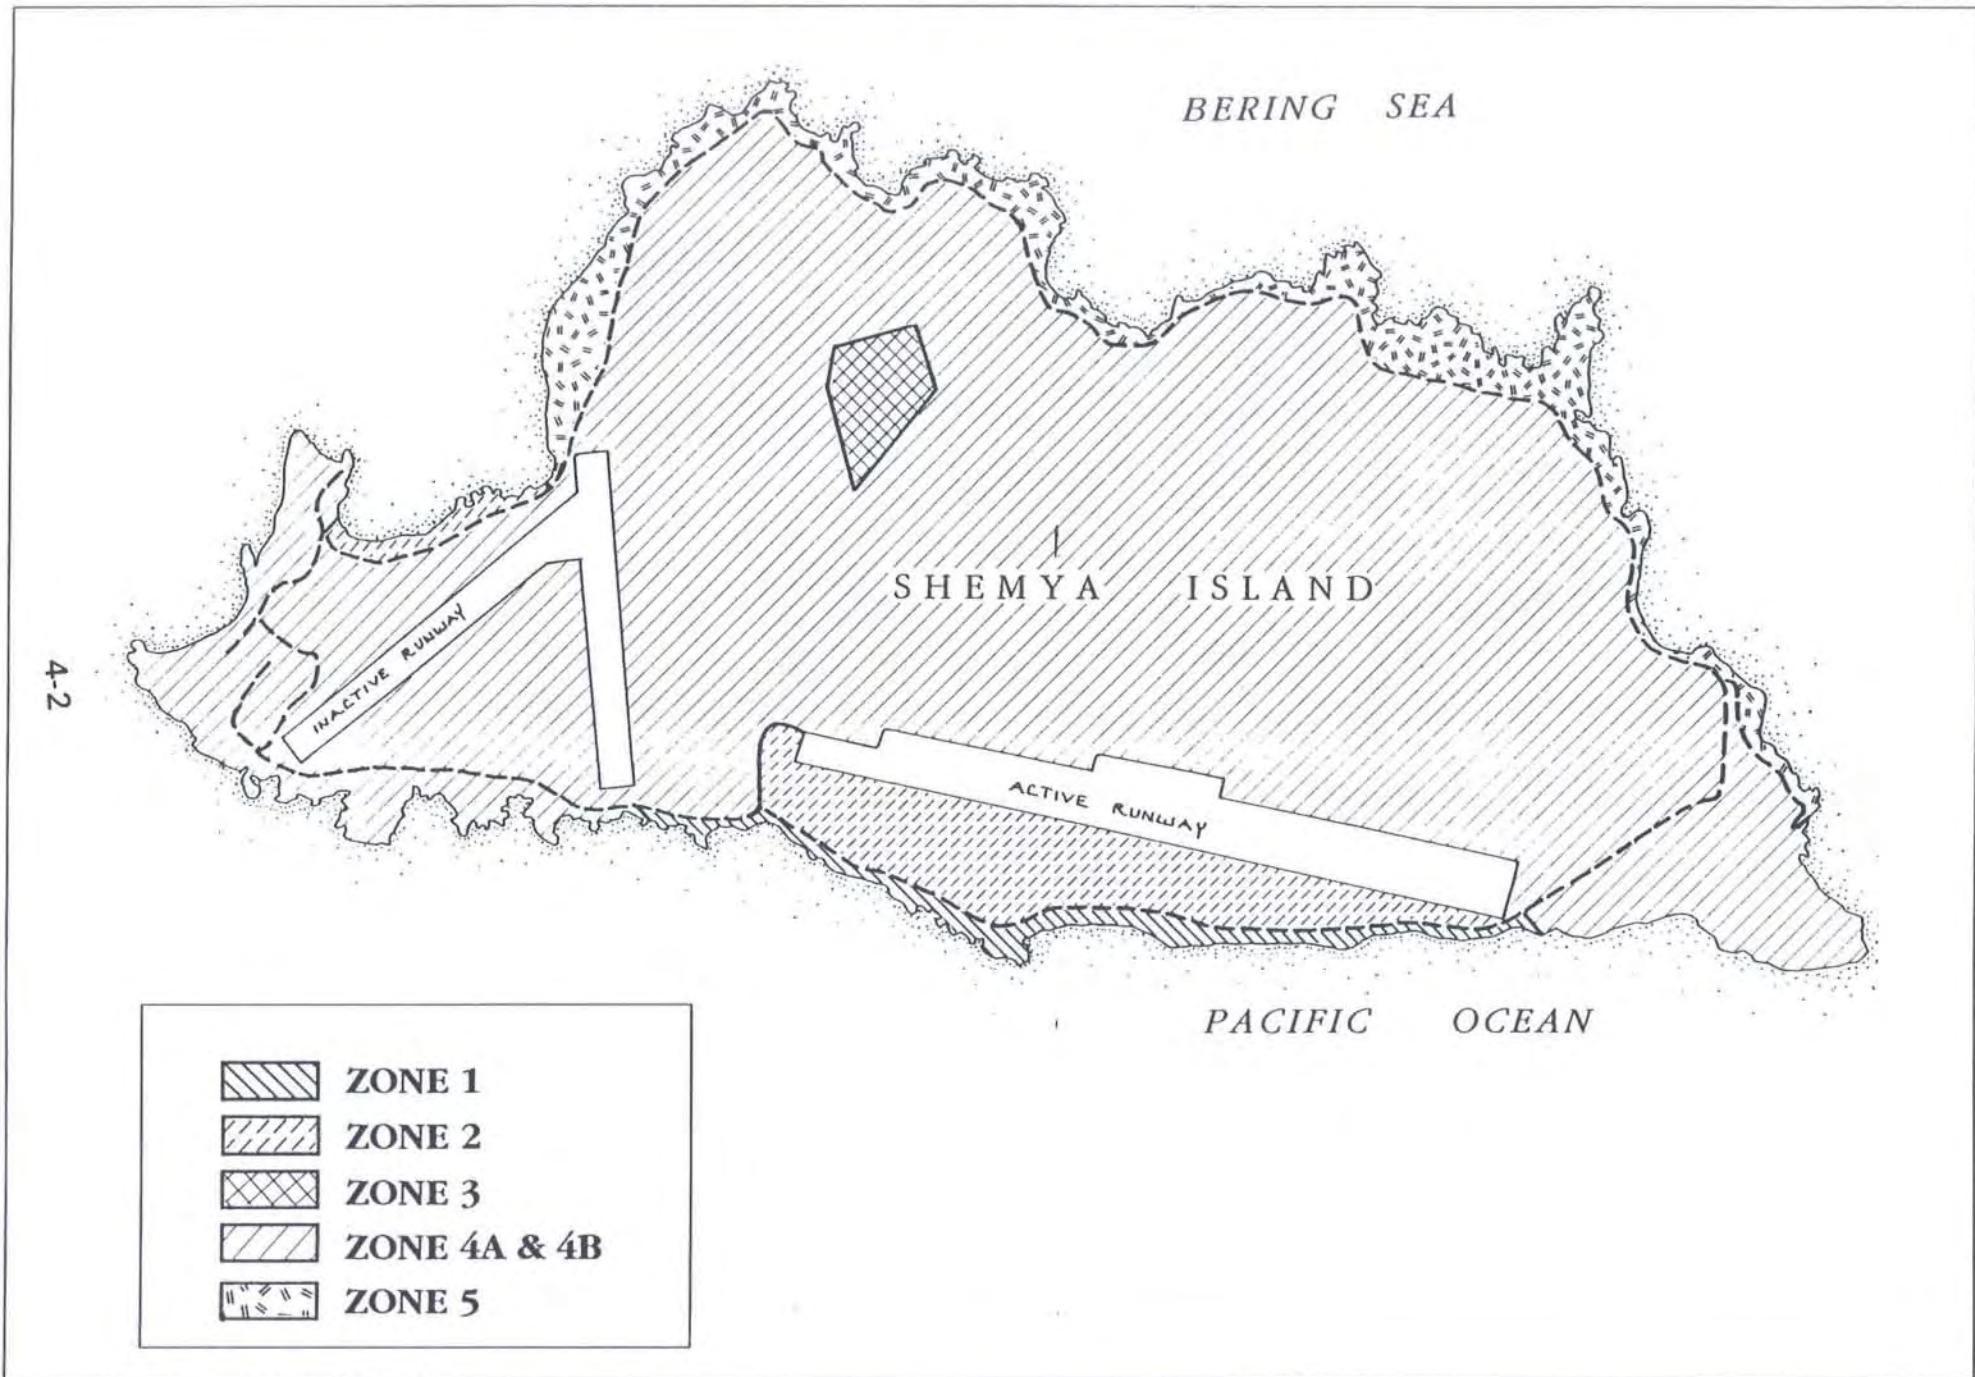 BERING SEA
SHEMYA ISLAND
INACTIVE RUNWAY
ACTIVE RUNWAY
4-2
PACIFIC OCEAN
ZONE 1
ZONE 2
ZONE 3
ZONE 4A & 4B
ZONE 5